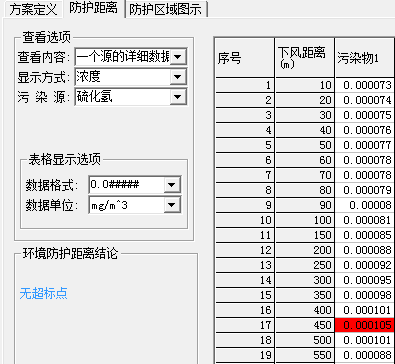 方案定义 防护距离 防护区域图示
查看选项
查看内容: 一个源的详细数据
显示方式: 浓度
污 染 源: 硫化氢
表格显示选项
数据格式: 0.0#####
数据单位: mg/m^3
环境防护距离结论
无超标点
序号 下风距离(m) 污染物1
1 10 0.000073
2 20 0.000074
3 30 0.000075
4 40 0.000076
5 50 0.000077
6 60 0.000078
7 70 0.000078
8 80 0.000079
9 90 0.00008
10 100 0.000081
11 150 0.000085
12 200 0.000088
13 250 0.000092
14 300 0.000095
15 350 0.000098
16 400 0.000101
17 450 0.000105
18 500 0.000101
19 550 0.000088